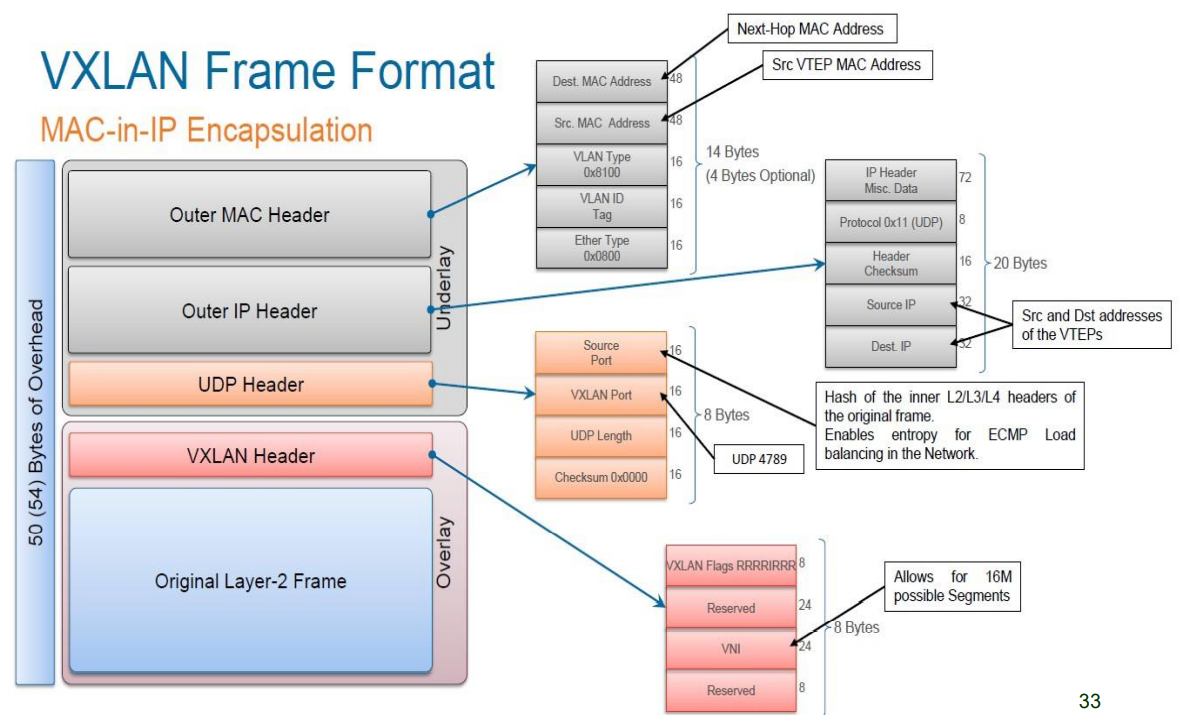 VXLAN Frame Format
MAC-in-IP Encapsulation
50 (54) Bytes of Overhead
Outer MAC Header
Outer IP Header
Underlay
UDP Header
VXLAN Header
Original Layer-2 Frame
Overlay
Next-Hop MAC Address
Src VTEP MAC Address
Dest. MAC Address
48
Src. MAC Address
48
VLAN Type
0x8100
16
VLAN ID
Tag
16
Ether Type
0x0800
16
14 Bytes
(4 Bytes Optional)
IP Header
Misc. Data
72
Protocol 0x11 (UDP)
8
Header
Checksum
16
Source IP
32
Dest. IP
32
20 Bytes
Src and Dst addresses
of the VTEPs
Source
Port
16
VXLAN Port
16
UDP Length
16
Checksum 0x0000
16
8 Bytes
Hash of the inner L2/L3/L4 headers of
the original frame.
Enables entropy for ECMP Load
balancing in the Network.
UDP 4789
VXLAN Flags RRRRIRRR
8
Reserved
24
VNI
24
Reserved
8
8 Bytes
Allows for 16M
possible Segments
33